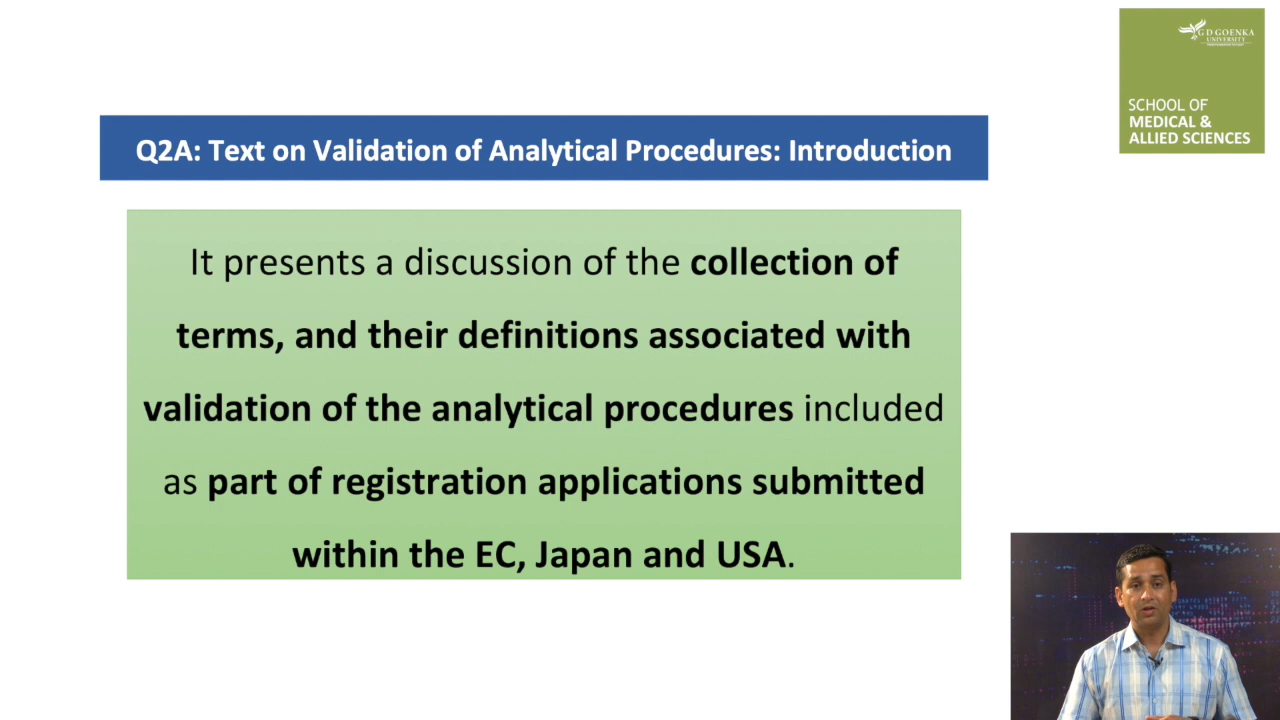 G D GOENKA
UNIVERSITY
SCHOOL OF
MEDICAL &
ALLIED SCIENCES
Q2A: Text on Validation of Analytical Procedures: Introduction
It presents a discussion of the collection of
terms, and their definitions associated with
validation of the analytical procedures included
as part of registration applications submitted
within the EC, Japan and USA.